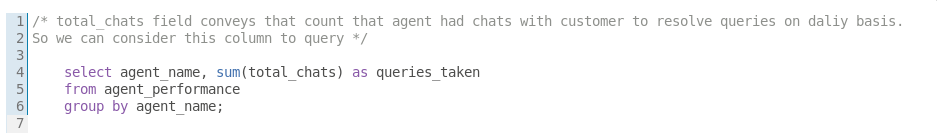 1 /* total_chats field conveys that count that agent had chats with customer to resolve queries on daliy basis.
2 So we can consider this column to query */
3
4 select agent_name, sum(total_chats) as queries_taken
5 from agent_performance
6 group by agent_name;
7